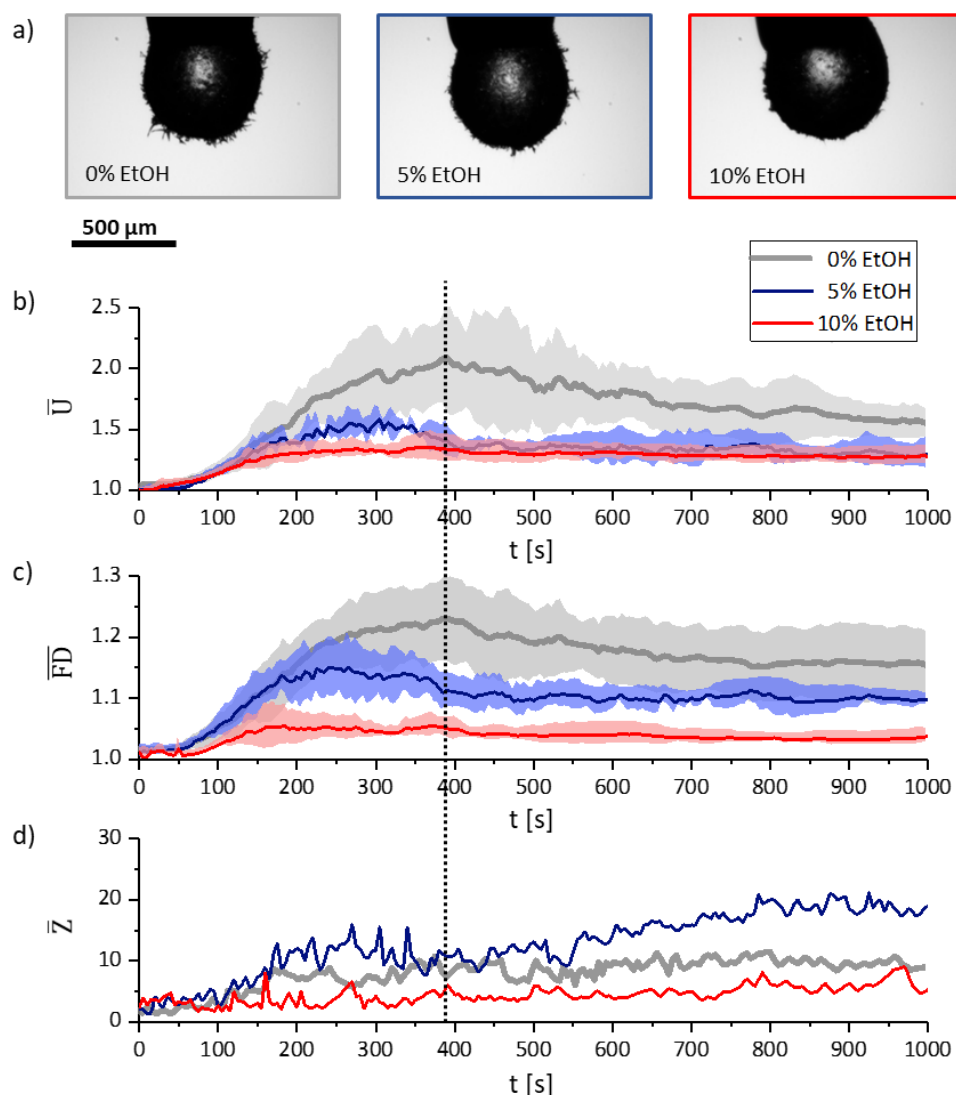 a)
0% EtOH
5% EtOH
10% EtOH
500 µm
0% EtOH
5% EtOH
10% EtOH
b)
2.5
2.0
1.5
1.0
U̅
0 100 200 300 400 500 600 700 800 900 1000
t [s]
c)
1.3
1.2
1.1
1.0
F̅D̅
0 100 200 300 400 500 600 700 800 900 1000
t [s]
d)
30
20
10
0
Z̅
0 100 200 300 400 500 600 700 800 900 1000
t [s]